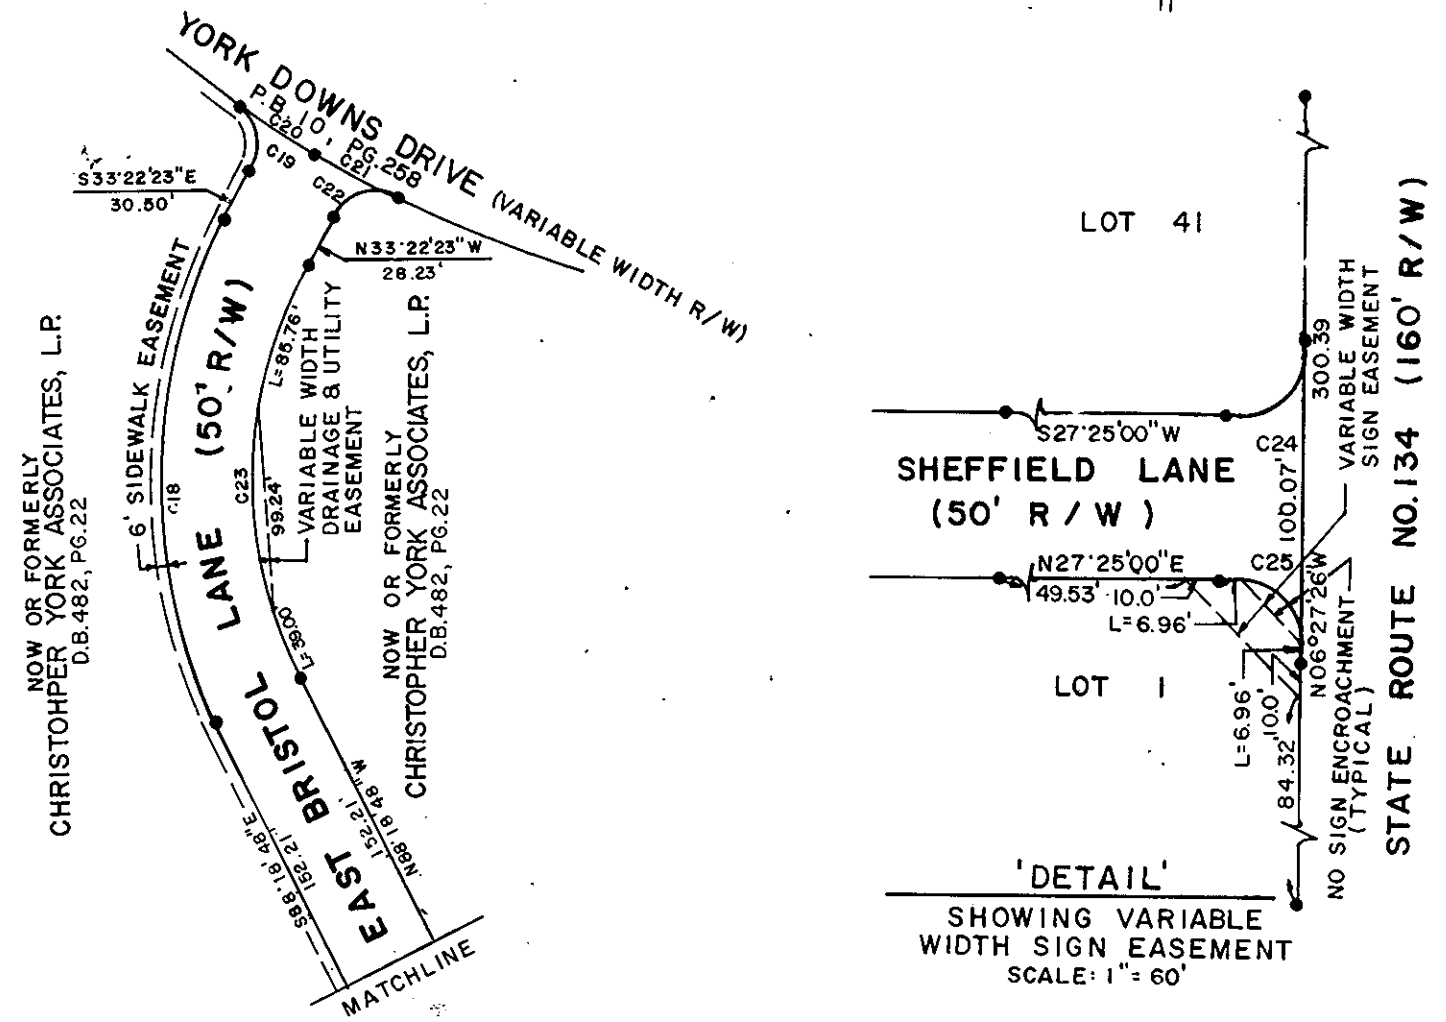 YORK DOWNS DRIVE (VARIABLE WIDTH R/W)
P.B. 10, PG. 258
C20
C21
C19
C22
S33°22'23"E
30.50'
N33°22'23"W
28.23'
6' SIDEWALK EASEMENT
EAST BRISTOL LANE (50' R/W)
L=85.76'
VARIABLE WIDTH
DRAINAGE & UTILITY
EASEMENT
C18
C23
99.24'
L=39.00'
NOW OR FORMERLY
CHRISTOHPER YORK ASSOCIATES, L.P.
D.B.482, PG.22
NOW OR FORMERLY
CHRISTOPHER YORK ASSOCIATES, L.P.
D.B.482, PG.22
S88°18'48"E
152.21'
N88°18'48"W
152.21'
MATCHLINE
LOT 41
S27°25'00"W
SHEFFIELD LANE
(50' R/W)
N27°25'00"E
49.53'
10.0'
L=6.96'
LOT 1
C24
C25
300.39
100.07'
VARIABLE WIDTH
SIGN EASEMENT
N06°27'26"W
L=6.96'
10.0'
84.32'
NO SIGN ENCROACHMENT
(TYPICAL)
STATE ROUTE NO.134 (160' R/W)
'DETAIL'
SHOWING VARIABLE
WIDTH SIGN EASEMENT
SCALE: 1"=60'